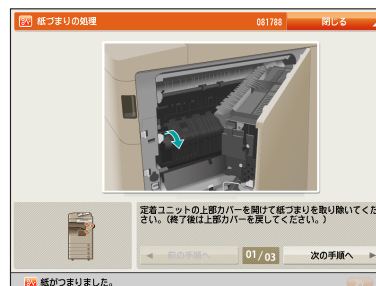 紙づまりの処理 081788 閉じる
定着ユニットの上部カバーを開けて紙づまりを取り除いてくだ
さい。(終了後は上部カバーを戻してください。)
前の手順へ 01/03 次の手順へ
紙がつまりました。